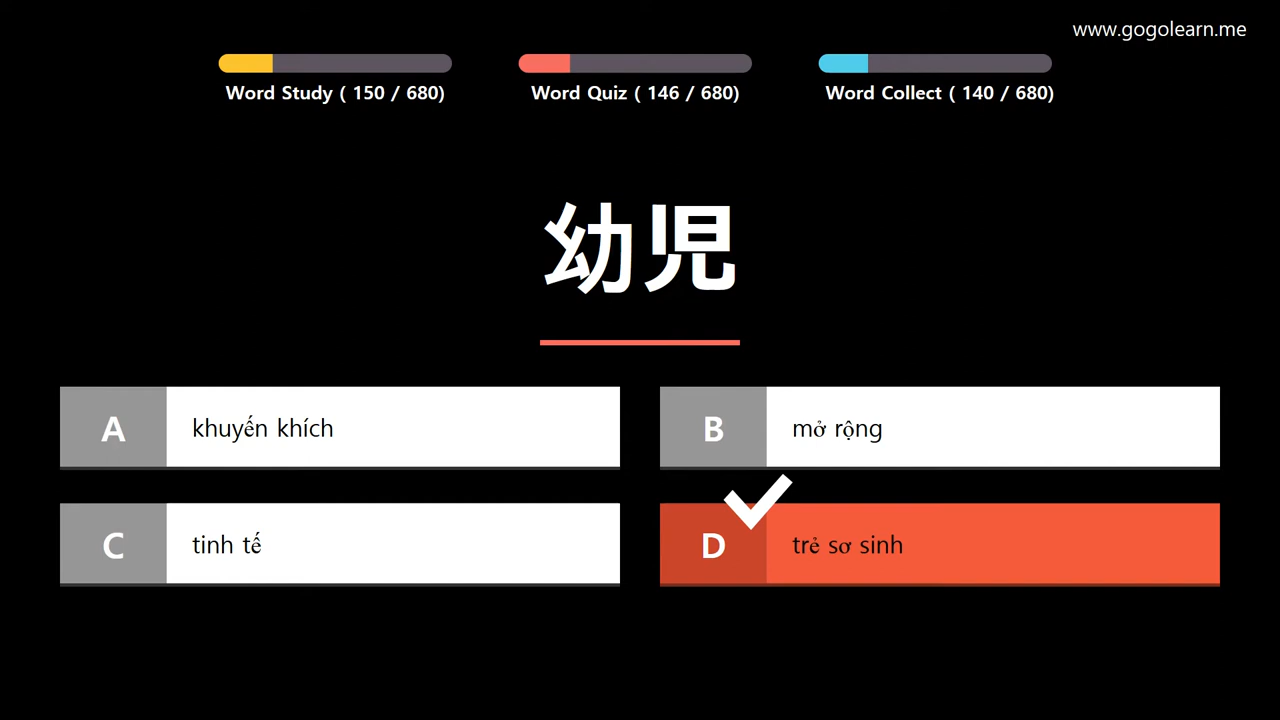 www.gogolearn.me
Word Study ( 150 / 680)
Word Quiz ( 146 / 680)
Word Collect ( 140 / 680)
幼児
A khuyến khích
B mở rộng
C tinh tế
D trẻ sơ sinh